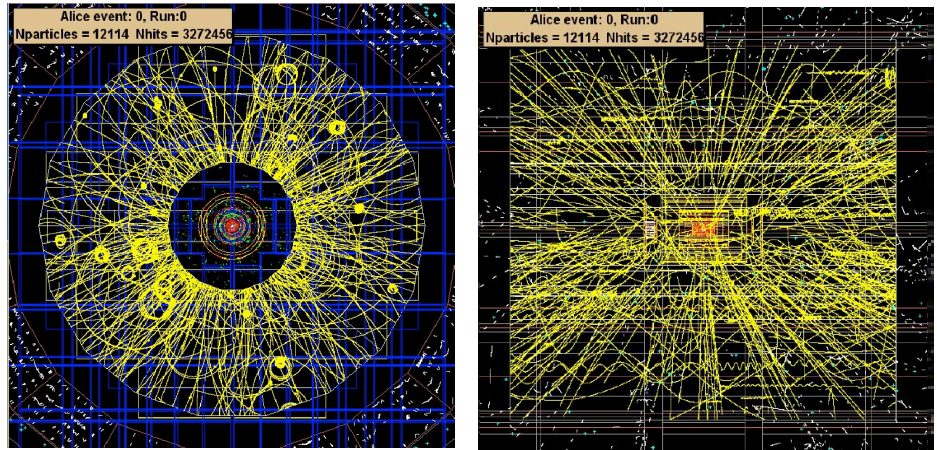 Alice event: 0, Run:0
Nparticles = 12114 Nhits = 3272456
Alice event: 0, Run:0
Nparticles = 12114 Nhits = 3272456